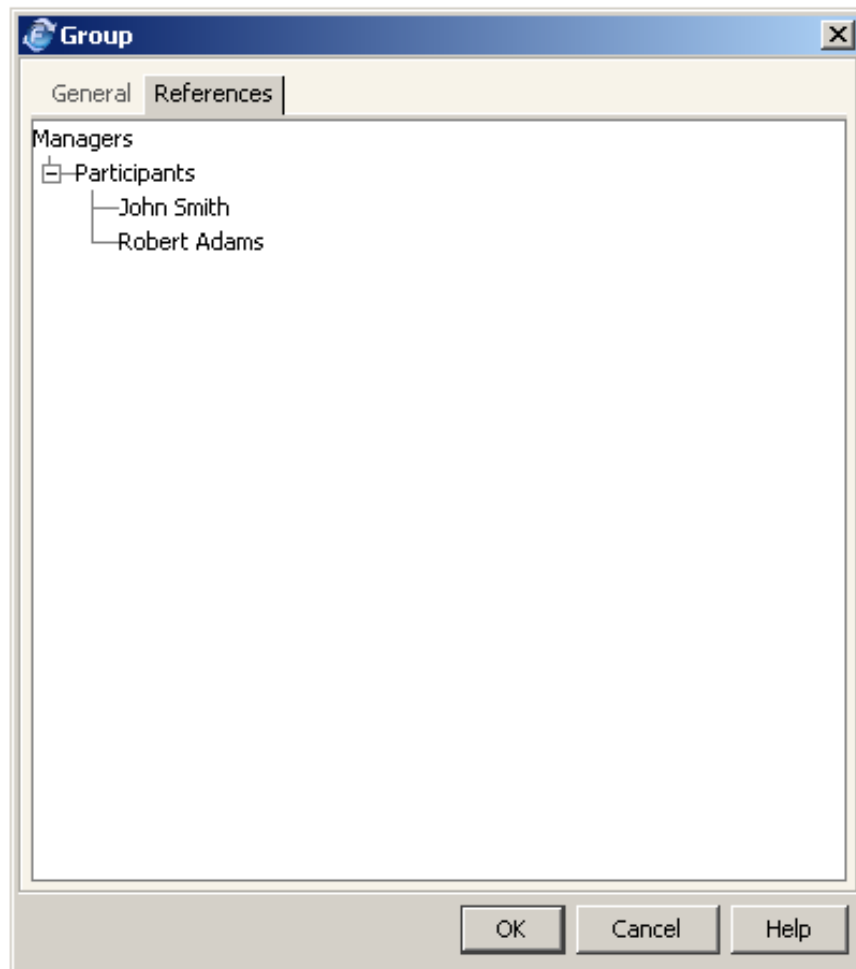 Group
General References
Managers
Participants
John Smith
Robert Adams
OK Cancel Help